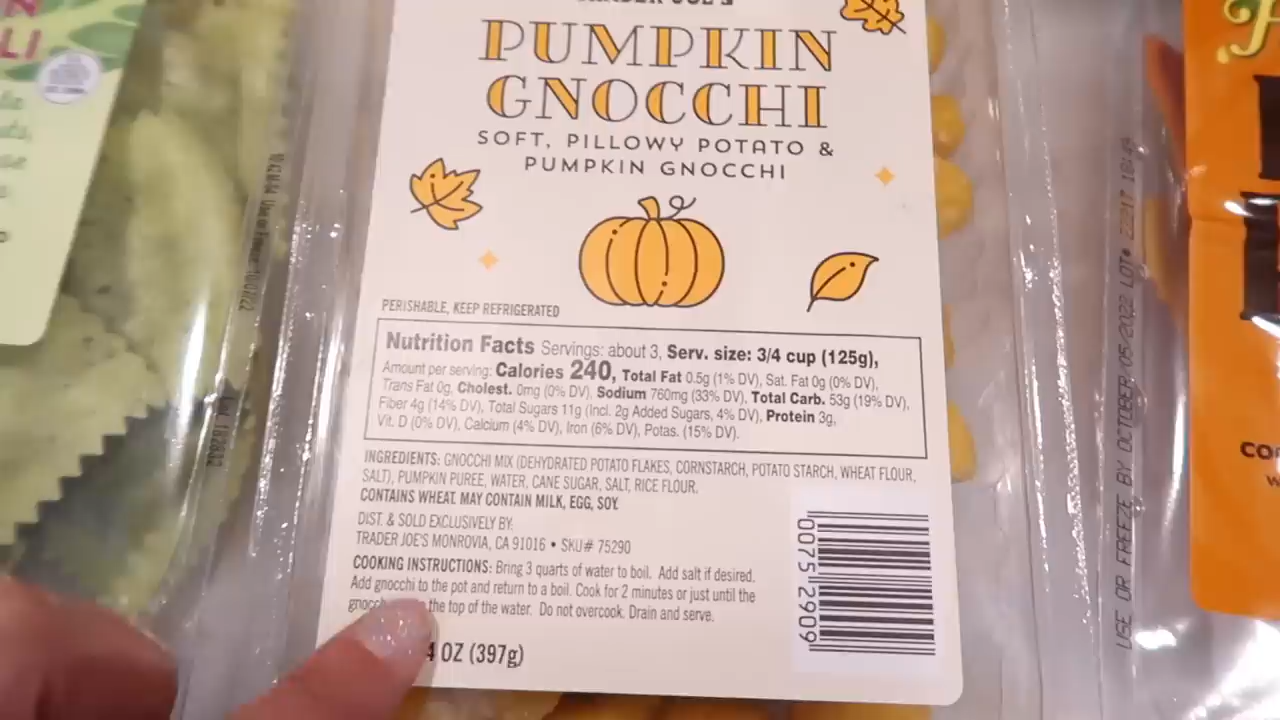 TRADER JOE'S
PUMPKIN
GNOCCHI
SOFT, PILLOWY POTATO &
PUMPKIN GNOCCHI
PERISHABLE, KEEP REFRIGERATED
Nutrition Facts Servings: about 3, Serv. size: 3/4 cup (125g),
Amount per serving: Calories 240, Total Fat 0.5g (1% DV), Sat. Fat 0g (0% DV),
Trans Fat 0g, Cholest. 0mg (0% DV), Sodium 760mg (33% DV), Total Carb. 53g (19% DV),
Fiber 4g (14% DV), Total Sugars 11g (Incl. 2g Added Sugars, 4% DV), Protein 3g,
Vit. D (0% DV), Calcium (4% DV), Iron (6% DV), Potas. (15% DV).
INGREDIENTS: GNOCCHI MIX (DEHYDRATED POTATO FLAKES, CORNSTARCH, POTATO STARCH, WHEAT FLOUR,
SALT), PUMPKIN PUREE, WATER, CANE SUGAR, SALT, RICE FLOUR.
CONTAINS WHEAT. MAY CONTAIN MILK, EGG, SOY.
DIST. & SOLD EXCLUSIVELY BY:
TRADER JOE'S MONROVIA, CA 91016 • SKU# 75290
COOKING INSTRUCTIONS: Bring 3 quarts of water to boil. Add salt if desired.
Add gnocchi to the pot and return to a boil. Cook for 2 minutes or just until the
the top of the water. Do not overcook. Drain and serve.
4 OZ (397g)
0075 2909
USE OR FREEZE BY OCTOBER 05/2022 LOT#
Lot 182832